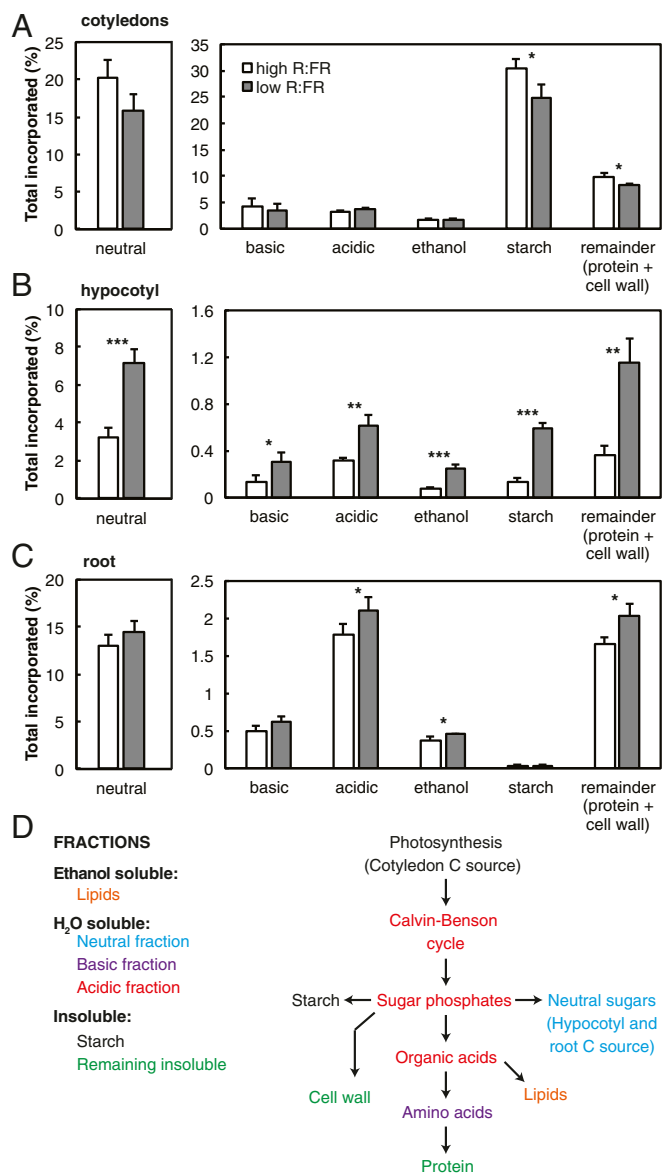 A
cotyledons
Total incorporated (%)
25
20
15
10
5
0
neutral
35
30
25
20
15
10
5
0
high R:FR
low R:FR
*
*
basic
acidic
ethanol
starch
remainder
(protein +
cell wall)
B
hypocotyl
Total incorporated (%)
10
8
6
4
2
0
***
neutral
1.6
1.2
0.8
0.4
0
*
**
***
***
**
basic
acidic
ethanol
starch
remainder
(protein +
cell wall)
C
root
Total incorporated (%)
20
15
10
5
0
neutral
2.5
2
1.5
1
0.5
0
*
*
*
basic
acidic
ethanol
starch
remainder
(protein +
cell wall)
D
FRACTIONS
Ethanol soluble:
Lipids
H2O soluble:
Neutral fraction
Basic fraction
Acidic fraction
Insoluble:
Starch
Remaining insoluble
Photosynthesis
(Cotyledon C source)
Calvin-Benson
cycle
Starch
Sugar phosphates
Neutral sugars
(Hypocotyl and
root C source)
Organic acids
Cell wall
Lipids
Amino acids
Protein